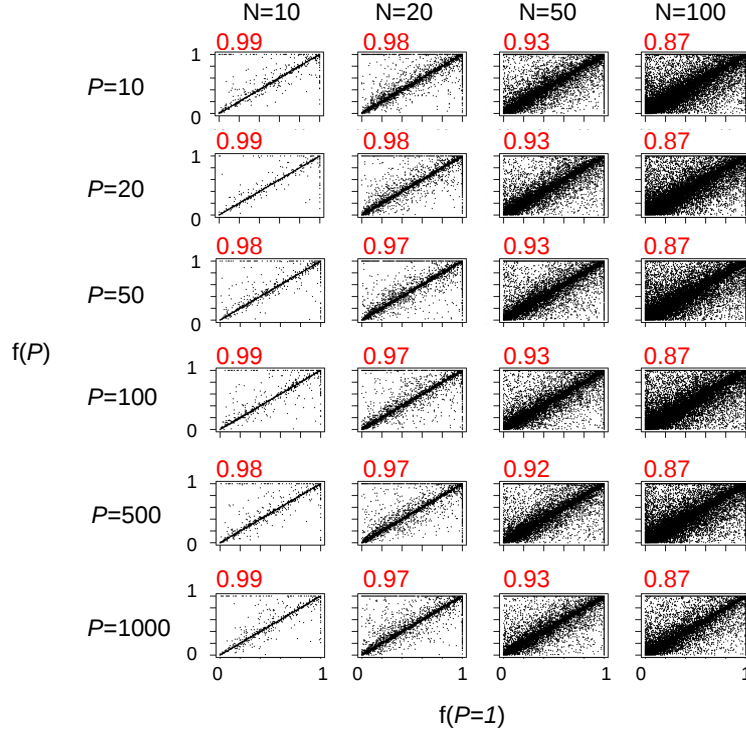 N=10 N=20 N=50 N=100
0.99 0.98 0.93 0.87
1
P=10
0
0.99 0.98 0.93 0.87
1
P=20
0
0.98 0.97 0.93 0.87
1
P=50
0
f(P)
0.99 0.97 0.93 0.87
1
P=100
0
0.98 0.97 0.92 0.87
1
P=500
0
0.99 0.97 0.93 0.87
1
P=1000
0
0 1 0 1 0 1 0 1
f(P=1)